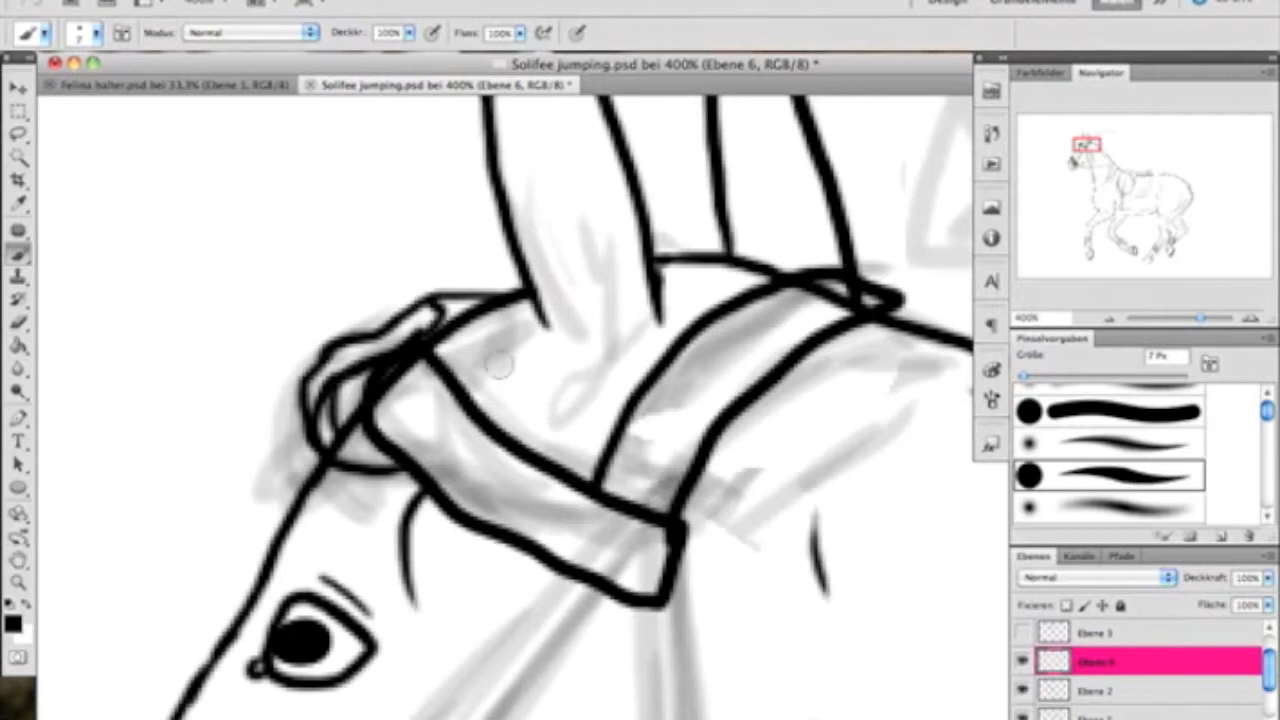 Modus: Normal Deckkr.: 100% Fluss: 100%
Solifee jumping.psd bei 400% (Ebene 6, RGB/8) *
Felina halter.psd bei 33.3% (Ebene 1, RGB/8)
Solifee jumping.psd bei 400% (Ebene 6, RGB/8) *
Farbfelder Navigator
400%
Pinselvorgaben
Größe: 7 Px
Ebenen Kanäle Pfade
Normal Deckkraft: 100%
Fixieren: Fläche: 100%
Ebene 3
Ebene 6
Ebene 2